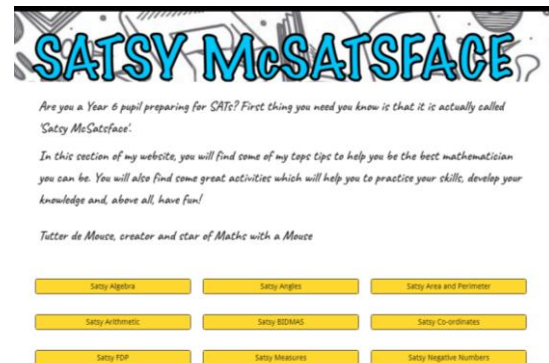 SATSY McSATSFACE
Are you a Year 6 pupil preparing for SATs? First thing you need you know is that it is actually called
'Satsy McSatsface'.
In this section of my website, you will find some of my tops tips to help you be the best mathematician
you can be. You will also find some great activities which will help you to practise your skills, develop your
knowledge and, above all, have fun!
Tutter de Mouse, creator and star of Maths with a Mouse
Satsy Algebra Satsy Angles Satsy Area and Perimeter
Satsy Arithmetic Satsy BIDMAS Satsy Co-ordinates
Satsy FDP Satsy Measures Satsy Negative Numbers